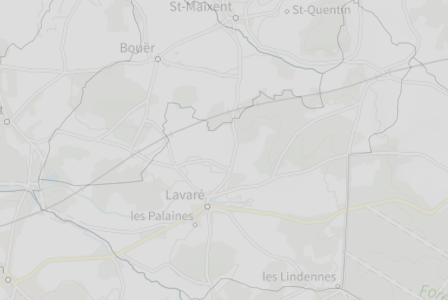 St-Maixent
St-Quentin
Bouër
Lavaré
les Palaines
les Lindennes